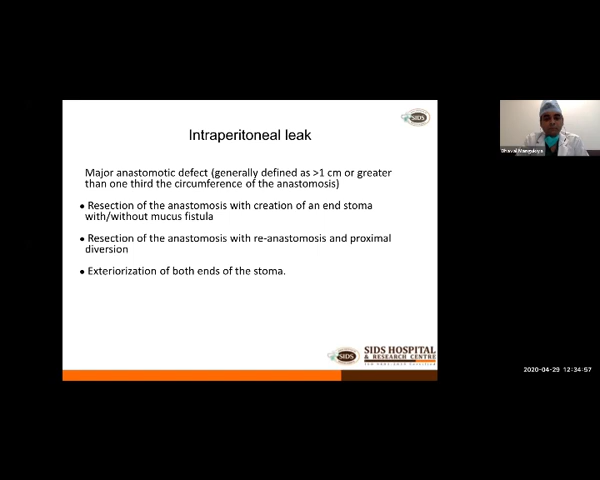 SIDS
Intraperitoneal leak
Major anastomotic defect (generally defined as >1 cm or greater
than one third the circumference of the anastomosis)
● Resection of the anastomosis with creation of an end stoma
with/without mucus fistula
● Resection of the anastomosis with re-anastomosis and proximal
diversion
● Exteriorization of both ends of the stoma.
SIDS
SIDS HOSPITAL
& RESEARCH CENTRE
2020-04-29 12:34:57